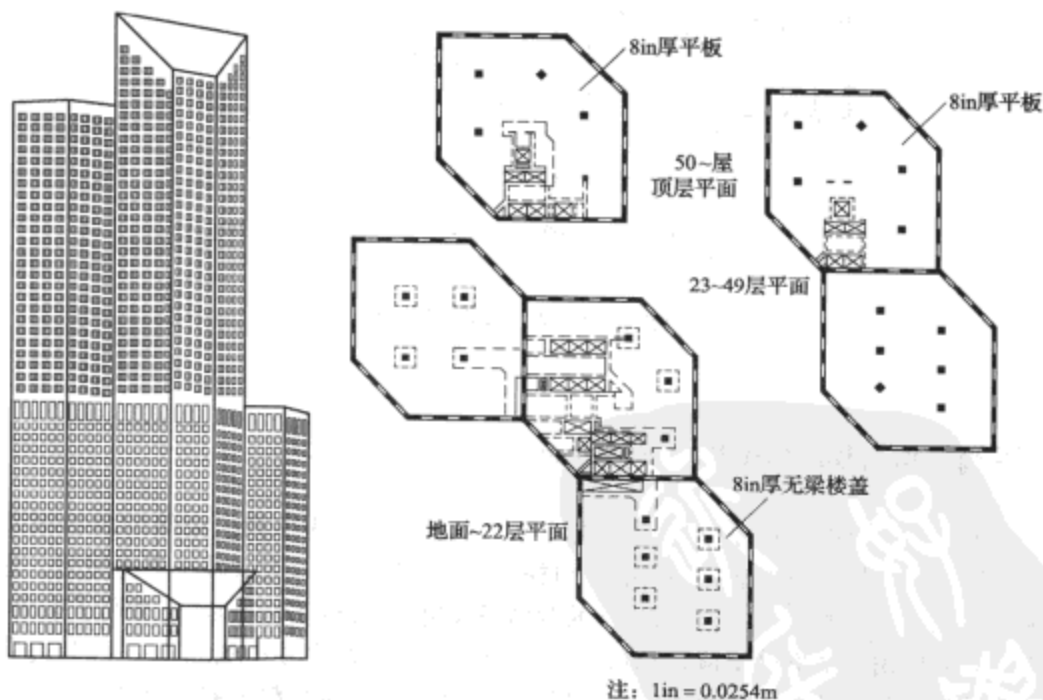 8in厚平板
50~屋
顶层平面
8in厚平板
23~49层平面
8in厚无梁楼盖
地面~22层平面
注：1in = 0.0254m